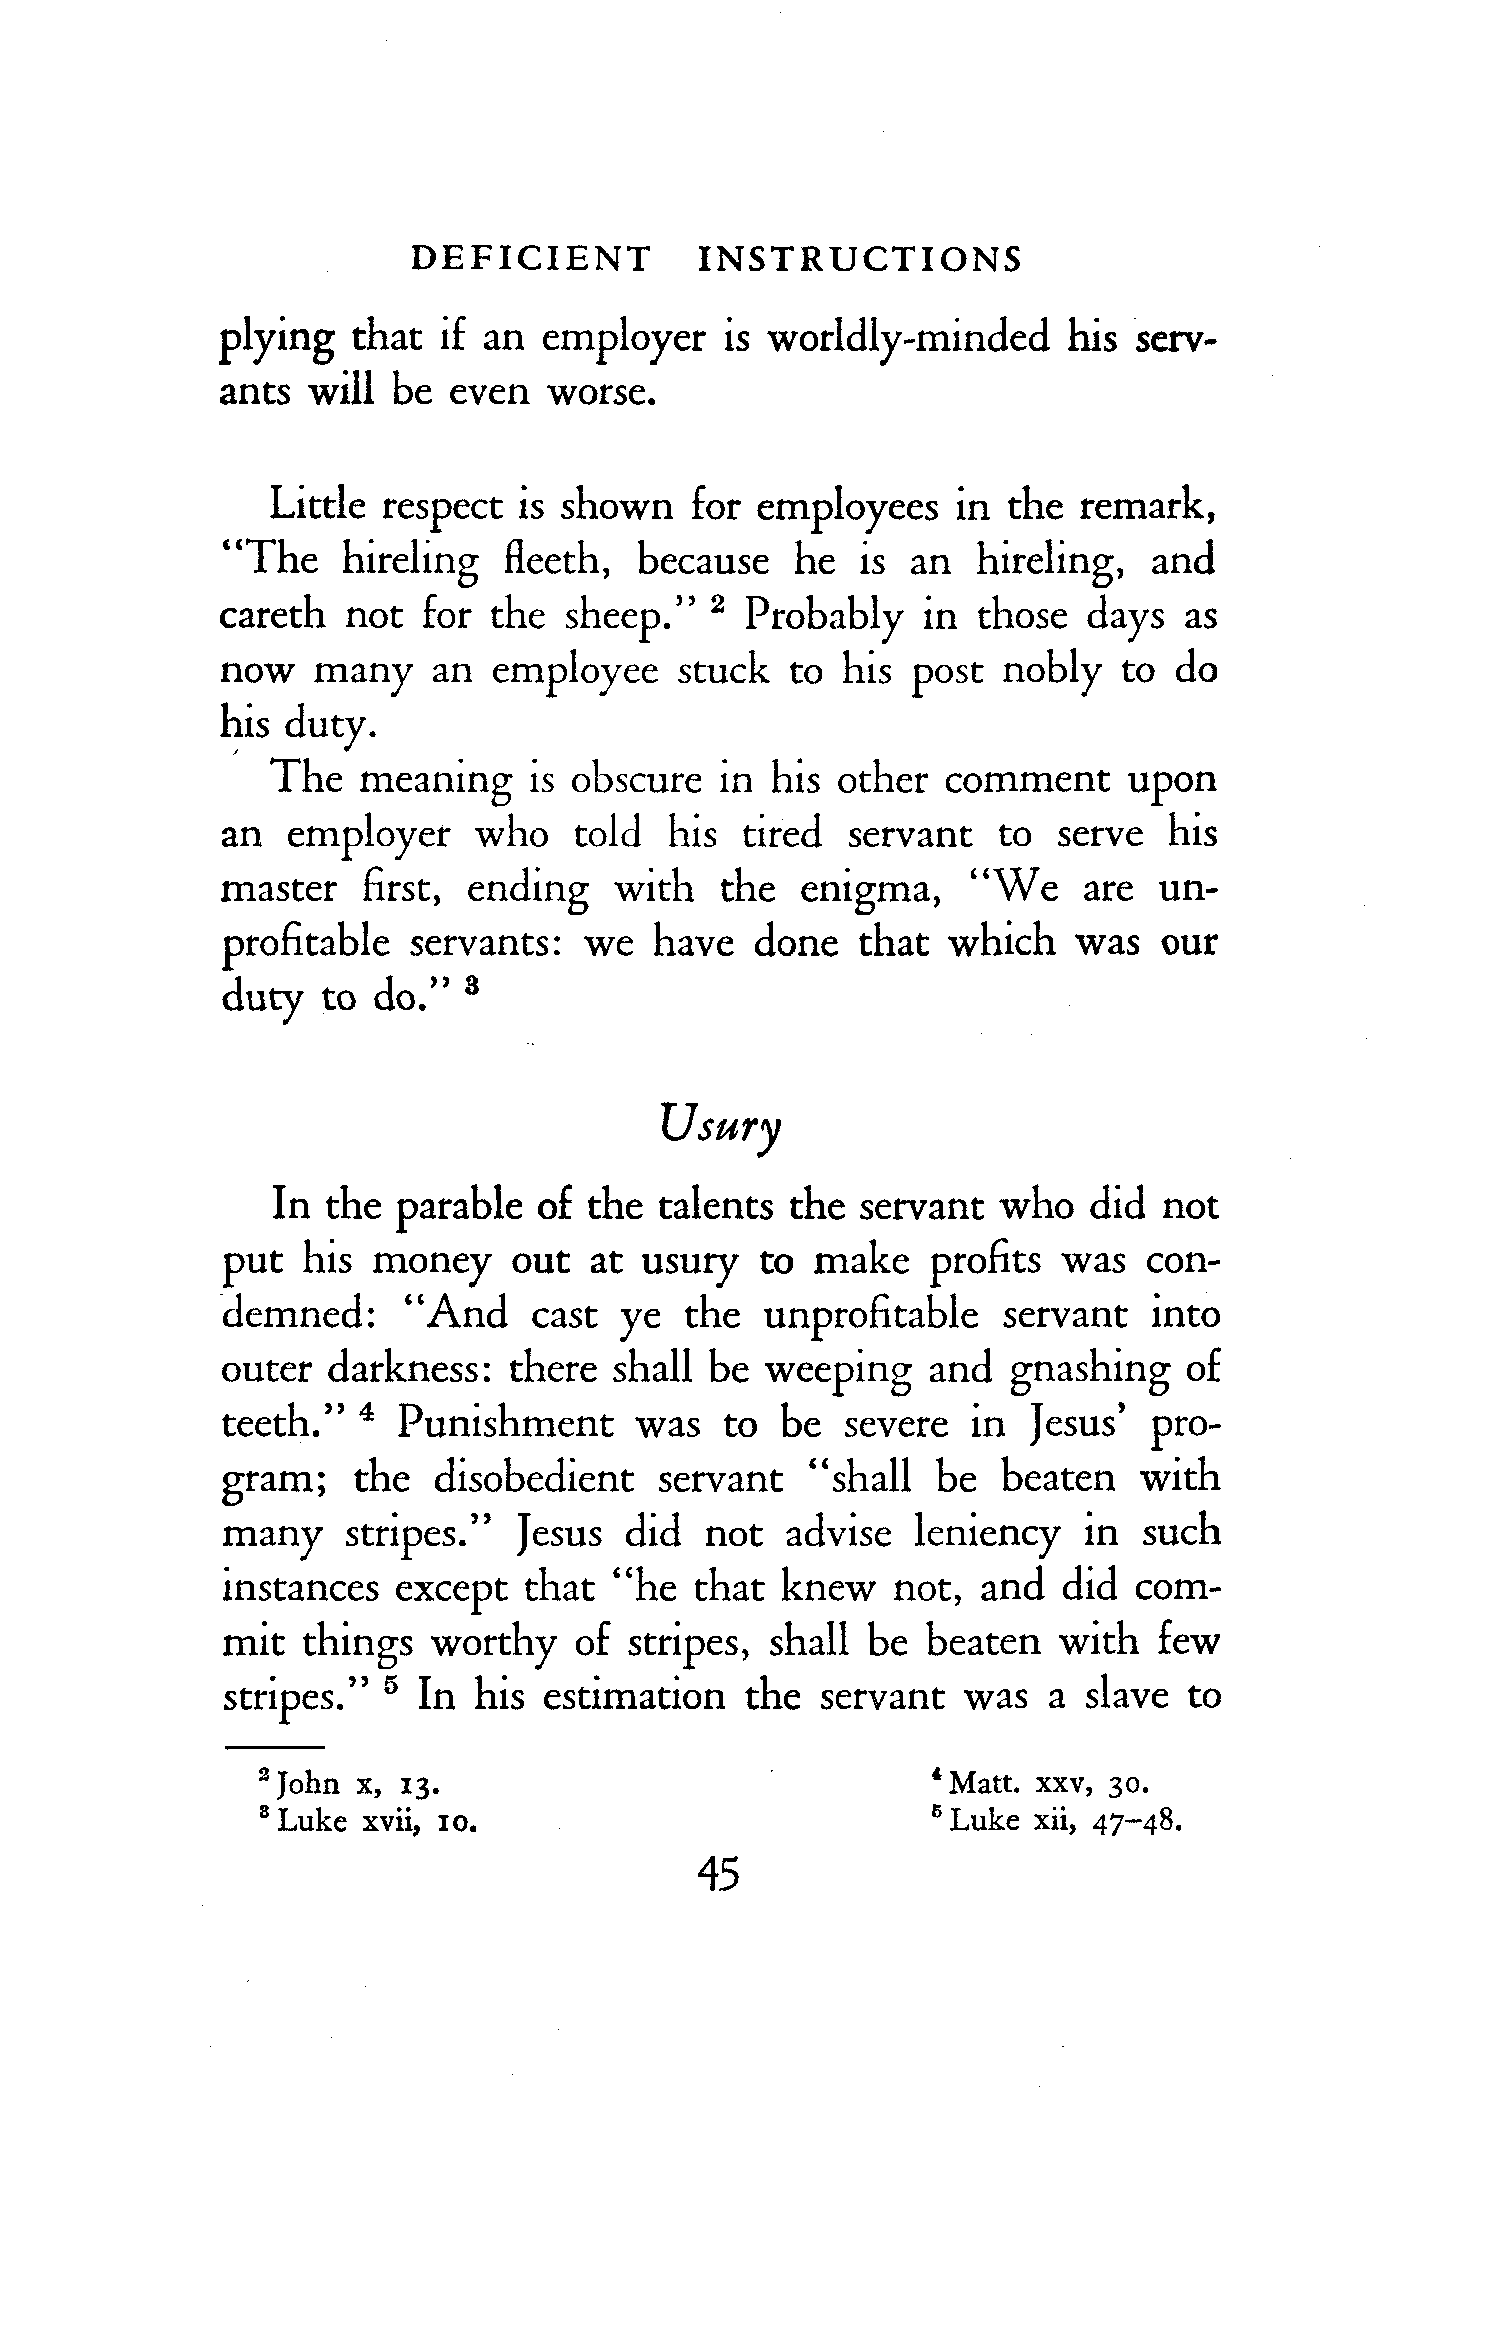 DEFICIENT INSTRUCTIONS
plying that if an employer is worldly-minded his serv-
ants will be even worse.
Little respect is shown for employees in the remark,
“The hireling fleeth, because he is an hireling, and
careth not for the sheep.” ² Probably in those days as
now many an employee stuck to his post nobly to do
his duty.
The meaning is obscure in his other comment upon
an employer who told his tired servant to serve his
master first, ending with the enigma, “We are un-
profitable servants: we have done that which was our
duty to do.” ³
Usury
In the parable of the talents the servant who did not
put his money out at usury to make profits was con-
demned: “And cast ye the unprofitable servant into
outer darkness: there shall be weeping and gnashing of
teeth.” ⁴ Punishment was to be severe in Jesus’ pro-
gram; the disobedient servant “shall be beaten with
many stripes.” Jesus did not advise leniency in such
instances except that “he that knew not, and did com-
mit things worthy of stripes, shall be beaten with few
stripes.” ⁵ In his estimation the servant was a slave to
² John x, 13.
³ Luke xvii, 10.
⁴ Matt. xxv, 30.
⁵ Luke xii, 47–48.
45